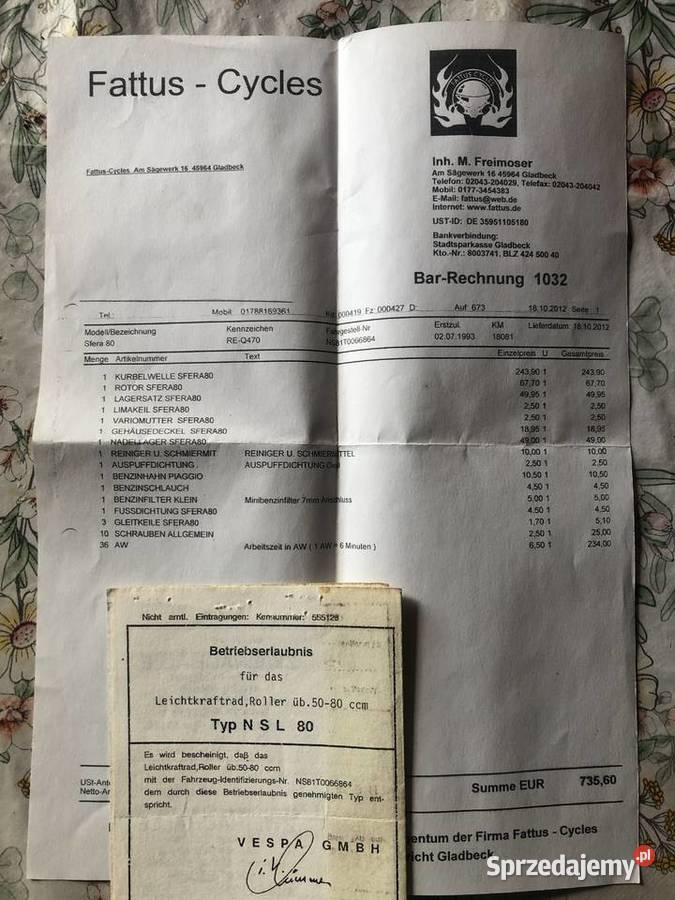 Fattus - Cycles
FATTUS CYCLES
Inh. M. Freimoser
Am Sägewerk 16 45964 Gladbeck
Telefon: 02043-204029, Telefax: 02043-204042
Mobil: 0177-3454383
E-Mail: fattus@web.de
Internet: www.fattus.de
UST-ID: DE 35951105180
Bankverbindung:
Stadtsparkasse Gladbeck
Kto.-Nr.: 8003741, BLZ 424 500 40
Fattus-Cycles Am Sägewerk 16 45964 Gladbeck
Bar-Rechnung 1032
Tel.: Mobil: 01788169361 000419 Fz: 000427 D: Auf 673 18.10.2012 Seite : 1
Modell/Bezeichnung Kennzeichen Fahrgestell-Nr Erstzul. KM Lieferdatum: 18.10.2012
Sfera 80 RE-Q470 NS81T0066864 02.07.1993 18081
Menge Artikelnummer Text Einzelpreis U Gesamtpreis
1 KURBELWELLE SFERA80 243,90 1 243,90
1 ROTOR SFERA80 67,70 1 67,70
1 LAGERSATZ SFERA80 49,95 1 49,95
1 LIMAKEIL SFERA80 2,50 1 2,50
1 VARIOMUTTER SFERA80 2,50 1 2,50
1 GEHÄUSEDECKEL SFERA80 18,95 1 18,95
1 NADELLAGER SFERA80 49,00 1 49,00
1 REINIGER U. SCHMIERMIT REINIGER U. SCHMIERMITTEL 10,00 1 10,00
1 AUSPUFFDICHTUNG . AUSPUFFDICHTUNG 2,50 1 2,50
1 BENZINHAHN PIAGGIO 10,50 1 10,50
1 BENZINSCHLAUCH 4,50 1 4,50
1 BENZINFILTER KLEIN Minibenzinfilter 7mm Anschluss 5,00 1 5,00
1 FUSSDICHTUNG SFERA80 4,50 1 4,50
3 GLEITKEILE SFERA80 1,70 1 5,10
10 SCHRAUBEN ALLGEMEIN 2,50 1 25,00
36 AW Arbeitszeit in AW ( 1 AW = 6 Minuten ) 6,50 1 234,00
Nicht amtl. Eintragungen: Kennummer: 555128
Betriebserlaubnis
für das
Leichtkraftrad,Roller üb.50-80 ccm
Typ N S L 80
Es wird bescheinigt, daß das
Leichtkraftrad,Roller üb.50-80 ccm
mit der Fahrzeug-Identifizierungs-Nr. NS81T0066864
dem durch diese Betriebserlaubnis genehmigten Typ ent-
spricht.
VESPA GMBH
USt-Ante
Netto-An
Summe EUR 735,60
entum der Firma Fattus - Cycles
richt Gladbeck
Sprzedajemy.pl